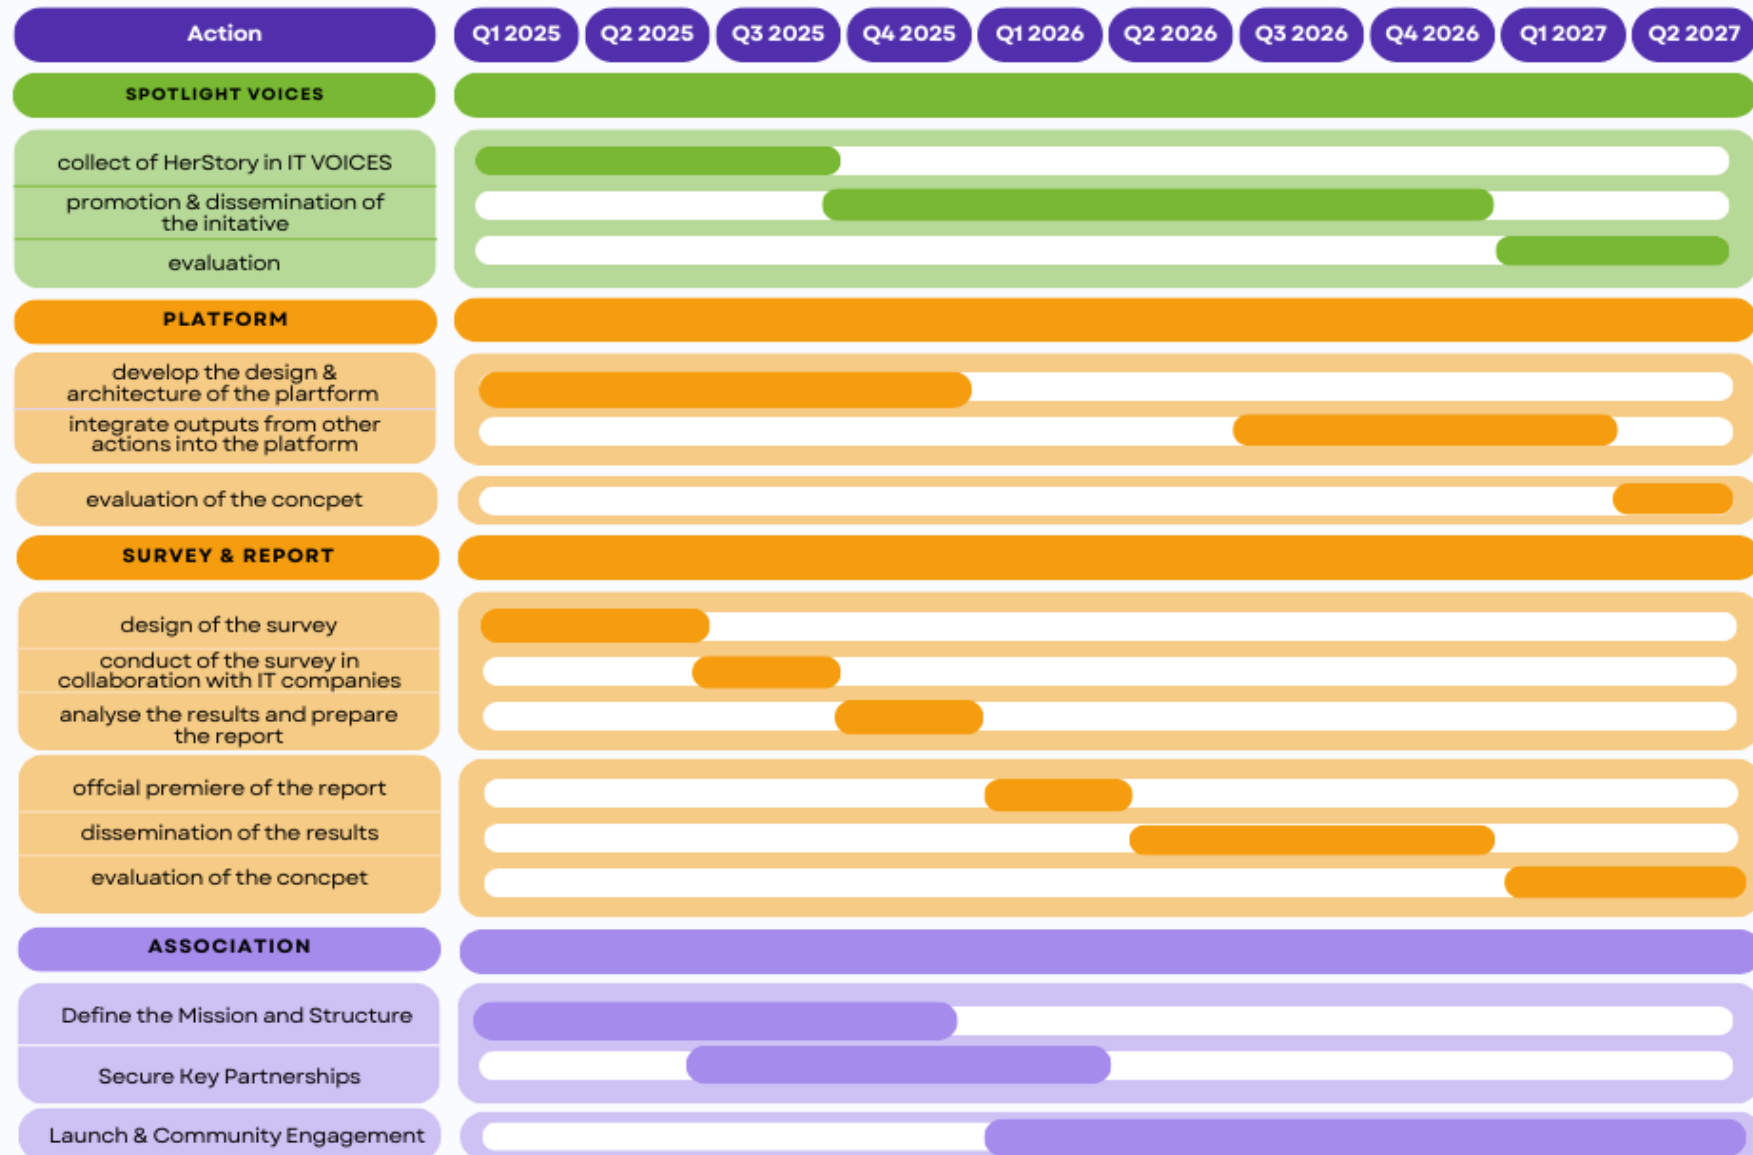 Action
Q1 2025
Q2 2025
Q3 2025
Q4 2025
Q1 2026
Q2 2026
Q3 2026
Q4 2026
Q1 2027
Q2 2027
SPOTLIGHT VOICES
collect of HerStory in IT VOICES
promotion & dissemination of
the initative
evaluation
PLATFORM
develop the design &
architecture of the plartform
integrate outputs from other
actions into the platform
evaluation of the concpet
SURVEY & REPORT
design of the survey
conduct of the survey in
collaboration with IT companies
analyse the results and prepare
the report
offcial premiere of the report
dissemination of the results
evaluation of the concpet
ASSOCIATION
Define the Mission and Structure
Secure Key Partnerships
Launch & Community Engagement